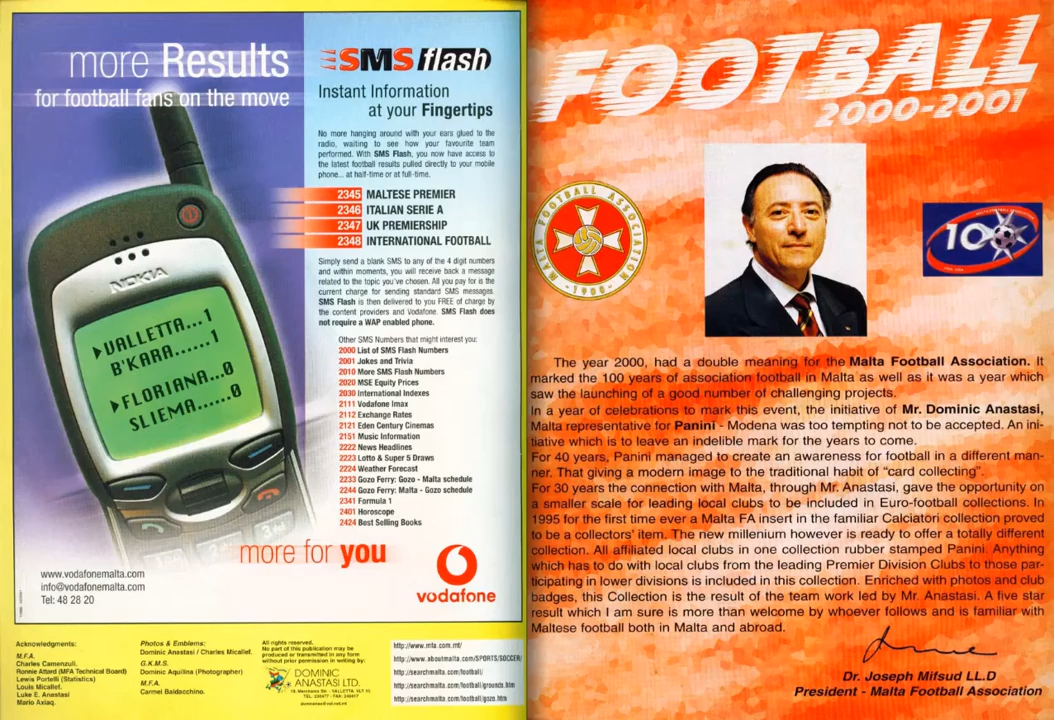 more Results
for football fans on the move
NOKIA
VALLETTA...1
B'KARA......1
FLORIANA...0
SLIEMA......0
more for you
www.vodafonemalta.com
info@vodafonemalta.com
Tel: 48 28 20
SMS flash
Instant Information
at your Fingertips
No more hanging around with your ears glued to the
radio, waiting to see how your favourite team
performed. With SMS Flash, you now have access to
the latest football results pulled directly to your mobile
phone... at half-time or at full-time.
2345 MALTESE PREMIER
2346 ITALIAN SERIE A
2347 UK PREMIERSHIP
2348 INTERNATIONAL FOOTBALL
Simply send a blank SMS to any of the 4 digit numbers
and within moments, you will receive back a message
related to the topic you've chosen. All you pay for is the
current charge for sending standard SMS messages.
SMS Flash is then delivered to you FREE of charge by
the content providers and Vodafone. SMS Flash does
not require a WAP enabled phone.
Other SMS Numbers that might interest you:
2000 List of SMS Flash Numbers
2001 Jokes and Trivia
2010 More SMS Flash Numbers
2020 MSE Equity Prices
2030 International Indexes
2111 Vodafone Imax
2112 Exchange Rates
2121 Eden Century Cinemas
2151 Music Information
2222 News Headlines
2223 Lotto & Super 5 Draws
2224 Weather Forecast
2233 Gozo Ferry: Gozo - Malta schedule
2244 Gozo Ferry: Malta - Gozo schedule
2341 Formula 1
2401 Horoscope
2424 Best Selling Books
vodafone
Acknowledgments:
M.F.A.
Charles Camenzuli.
Ronnie Attard (MFA Technical Board)
Lewis Portelli (Statistics)
Louis Micallef.
Luke E. Anastasi
Mario Axiaq.
Photos & Emblems:
Dominic Anastasi / Charles Micallef.
G.K.M.S.
Dominic Aquilina (Photographer)
M.F.A.
Carmel Baldacchino.
All rights reserved.
No part of this publication may be
produced or transmitted in any form
without prior permission in writing by:
DOMINIC
ANASTASI LTD.
http://www.mfa.com.mt/
http://www.aboutmalta.com/SPORTS/SOCCER/
http://searchmalta.com/football/
http://searchmalta.com/football/grounds.htm
http://searchmalta.com/football/gozo.htm
FOOTBALL
2000-2001
MALTA FOOTBALL ASSOCIATION
-1900-
100
The year 2000, had a double meaning for the Malta Football Association. It
marked the 100 years of association football in Malta as well as it was a year which
saw the launching of a good number of challenging projects.
In a year of celebrations to mark this event, the initiative of Mr. Dominic Anastasi,
Malta representative for Panini - Modena was too tempting not to be accepted. An ini-
tiative which is to leave an indelible mark for the years to come.
For 40 years, Panini managed to create an awareness for football in a different man-
ner. That giving a modern image to the traditional habit of "card collecting".
For 30 years the connection with Malta, through Mr. Anastasi, gave the opportunity on
a smaller scale for leading local clubs to be included in Euro-football collections. In
1995 for the first time ever a Malta FA insert in the familiar Calciatori collection proved
to be a collectors' item. The new millenium however is ready to offer a totally different
collection. All affiliated local clubs in one collection rubber stamped Panini. Anything
which has to do with local clubs from the leading Premier Division Clubs to those par-
ticipating in lower divisions is included in this collection. Enriched with photos and club
badges, this Collection is the result of the team work led by Mr. Anastasi. A five star
result which I am sure is more than welcome by whoever follows and is familiar with
Maltese football both in Malta and abroad.
Dr. Joseph Mifsud LL.D
President - Malta Football Association